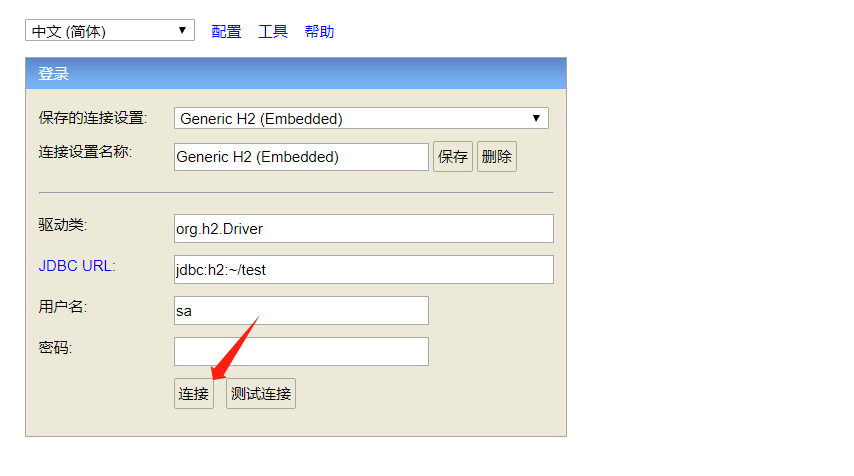 中文 (简体) 配置 工具 帮助
登录
保存的连接设置: Generic H2 (Embedded)
连接设置名称: Generic H2 (Embedded) 保存 删除
驱动类: org.h2.Driver
JDBC URL: jdbc:h2:~/test
用户名: sa
密码:
连接 测试连接